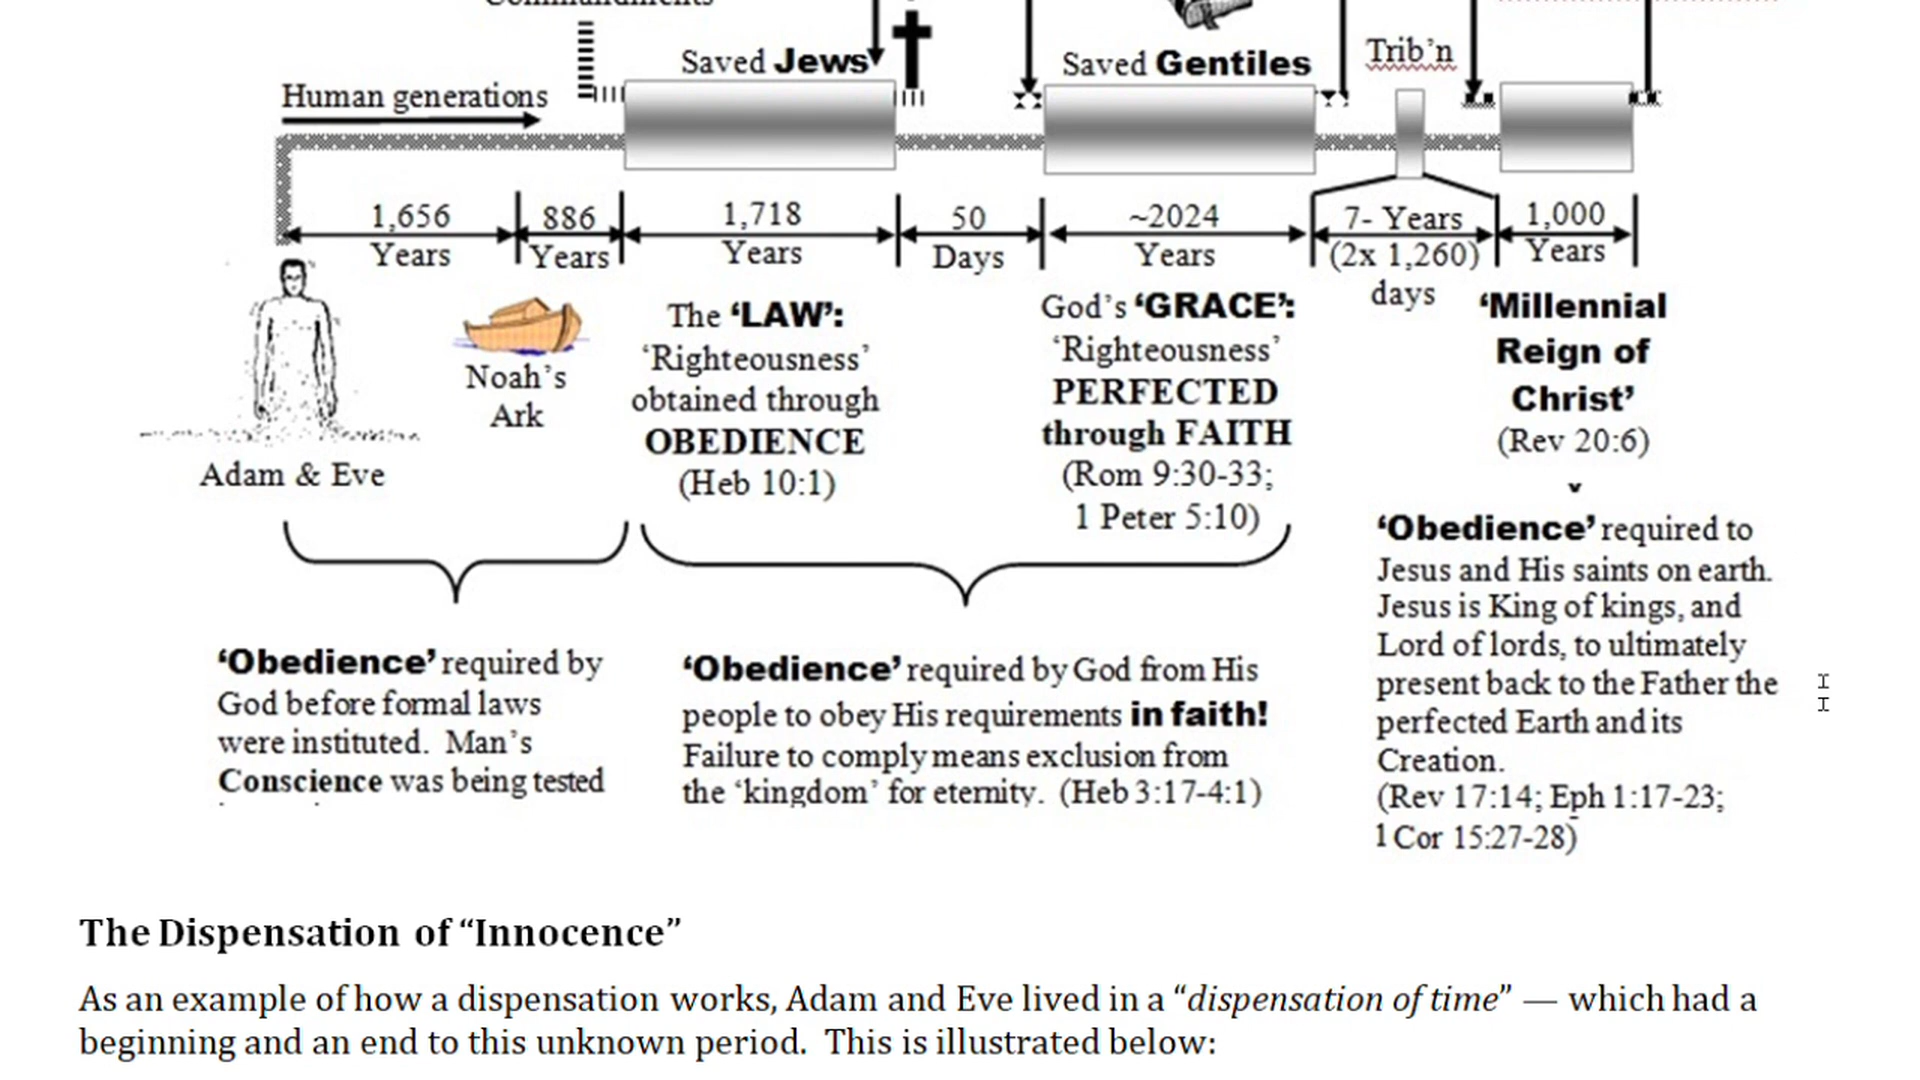 Commandments
Saved Jews
Saved Gentiles
Trib’n
Human generations
1,656
Years
886
Years
1,718
Years
50
Days
~2024
Years
7- Years
(2x 1,260)
days
1,000
Years
Adam & Eve
Noah’s
Ark
The ‘LAW’:
‘Righteousness’
obtained through
OBEDIENCE
(Heb 10:1)
God’s ‘GRACE’:
‘Righteousness’
PERFECTED
through FAITH
(Rom 9:30-33;
1 Peter 5:10)
‘Millennial
Reign of
Christ’
(Rev 20:6)
‘Obedience’ required by
God before formal laws
were instituted. Man’s
Conscience was being tested
‘Obedience’ required by God from His
people to obey His requirements in faith!
Failure to comply means exclusion from
the ‘kingdom’ for eternity. (Heb 3:17-4:1)
‘Obedience’ required to
Jesus and His saints on earth.
Jesus is King of kings, and
Lord of lords, to ultimately
present back to the Father the
perfected Earth and its
Creation.
(Rev 17:14; Eph 1:17-23;
1 Cor 15:27-28)
The Dispensation of “Innocence”
As an example of how a dispensation works, Adam and Eve lived in a “dispensation of time” — which had a
beginning and an end to this unknown period. This is illustrated below: